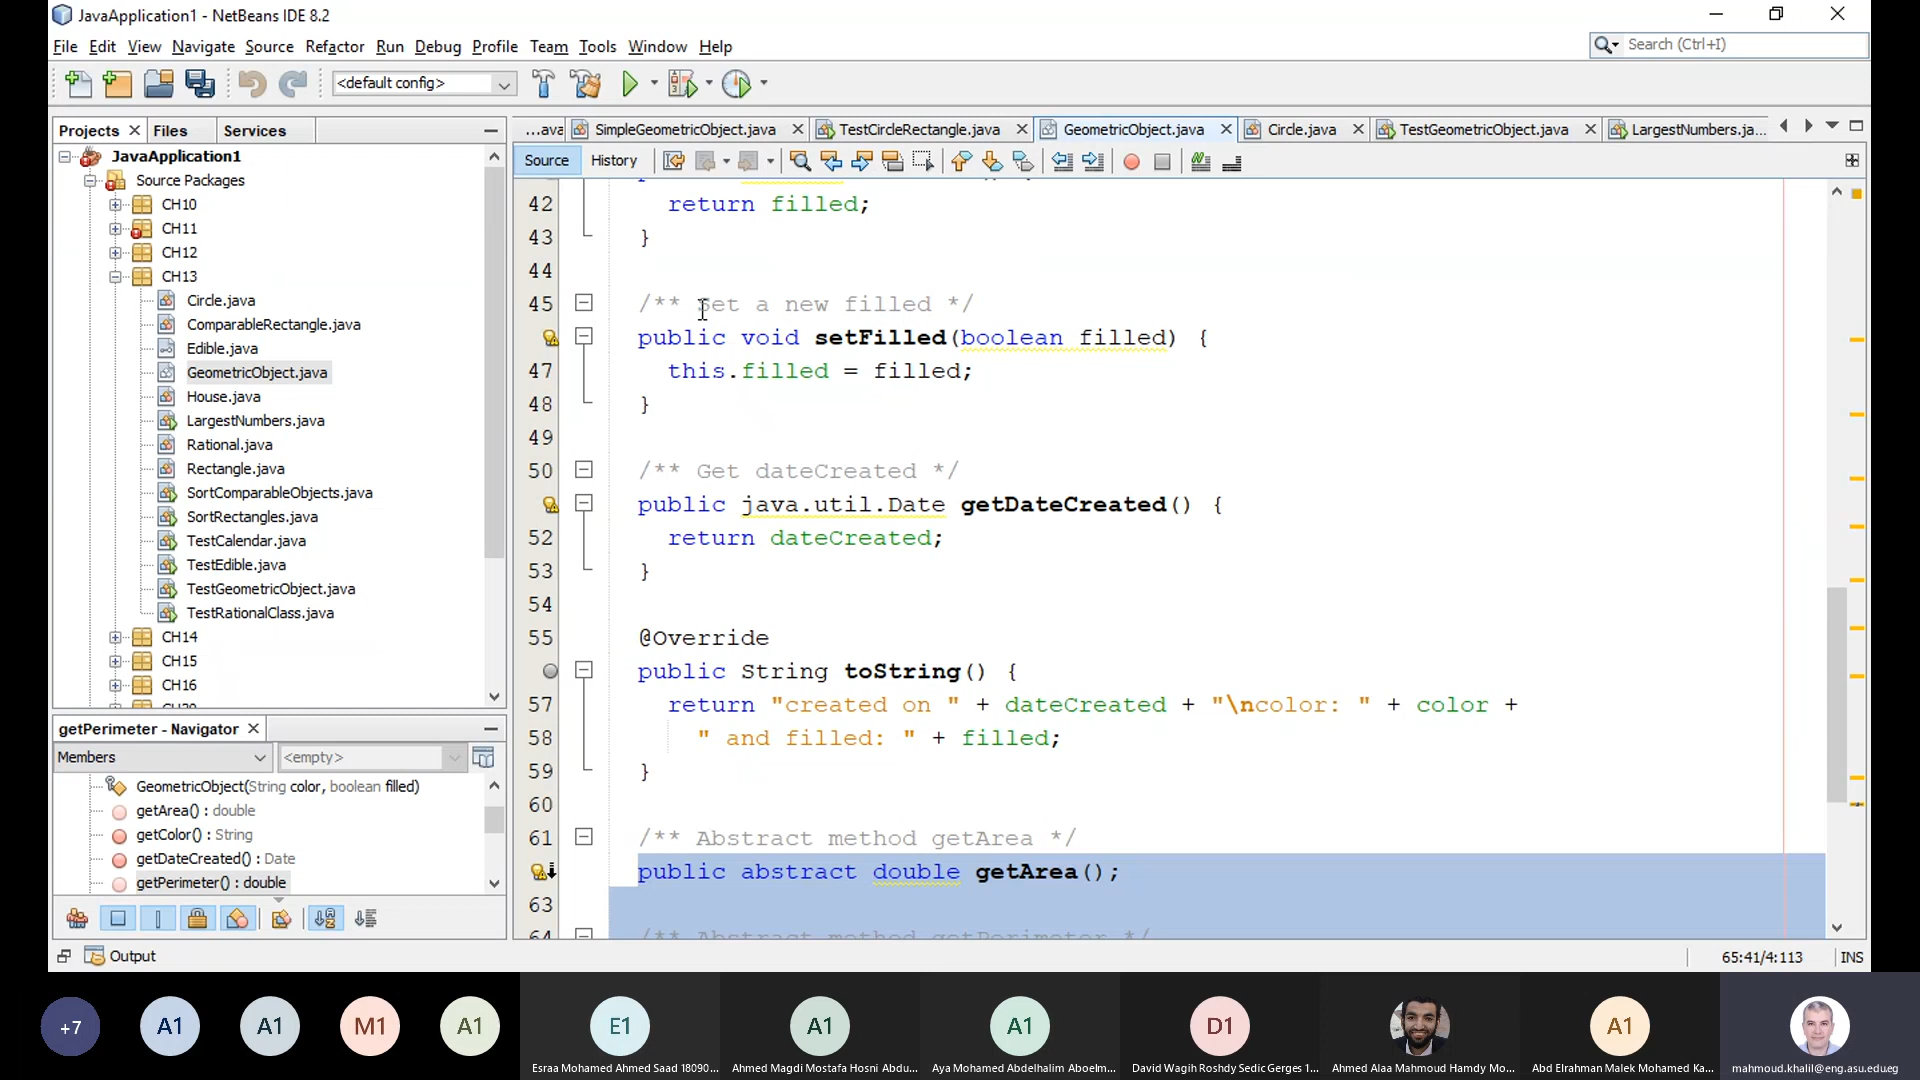 JavaApplication1 - NetBeans IDE 8.2
File Edit View Navigate Source Refactor Run Debug Profile Team Tools Window Help
Search (Ctrl+I)
<default config>
Projects Files Services
JavaApplication1
Source Packages
CH10
CH11
CH12
CH13
Circle.java
ComparableRectangle.java
Edible.java
GeometricObject.java
House.java
LargestNumbers.java
Rational.java
Rectangle.java
SortComparableObjects.java
SortRectangles.java
TestCalendar.java
TestEdible.java
TestGeometricObject.java
TestRationalClass.java
CH14
CH15
CH16
getPerimeter - Navigator
Members <empty>
GeometricObject(String color, boolean filled)
getArea() : double
getColor() : String
getDateCreated() : Date
getPerimeter() : double
Output
...ava SimpleGeometricObject.java TestCircleRectangle.java GeometricObject.java Circle.java TestGeometricObject.java LargestNumbers.ja...
Source History
42 return filled;
43 }
44
45 /** Set a new filled */
public void setFilled(boolean filled) {
47 this.filled = filled;
48 }
49
50 /** Get dateCreated */
public java.util.Date getDateCreated() {
52 return dateCreated;
53 }
54
55 @Override
public String toString() {
57 return "created on " + dateCreated + "\ncolor: " + color +
58 " and filled: " + filled;
59 }
60
61 /** Abstract method getArea */
public abstract double getArea();
63
64 /** Abstract method getPerimeter */
65:41/4:113 INS
+7 A1 A1 M1 A1 E1 A1 A1 D1 A1
Esraa Mohamed Ahmed Saad 18090...
Ahmed Magdi Mostafa Hosni Abdu...
Aya Mohamed Abdelhalim Aboelm...
David Wagih Roshdy Sedic Gerges 1...
Ahmed Alaa Mahmoud Hamdy Mo...
Abd Elrahman Malek Mohamed Ka...
mahmoud.khalil@eng.asu.edu.eg